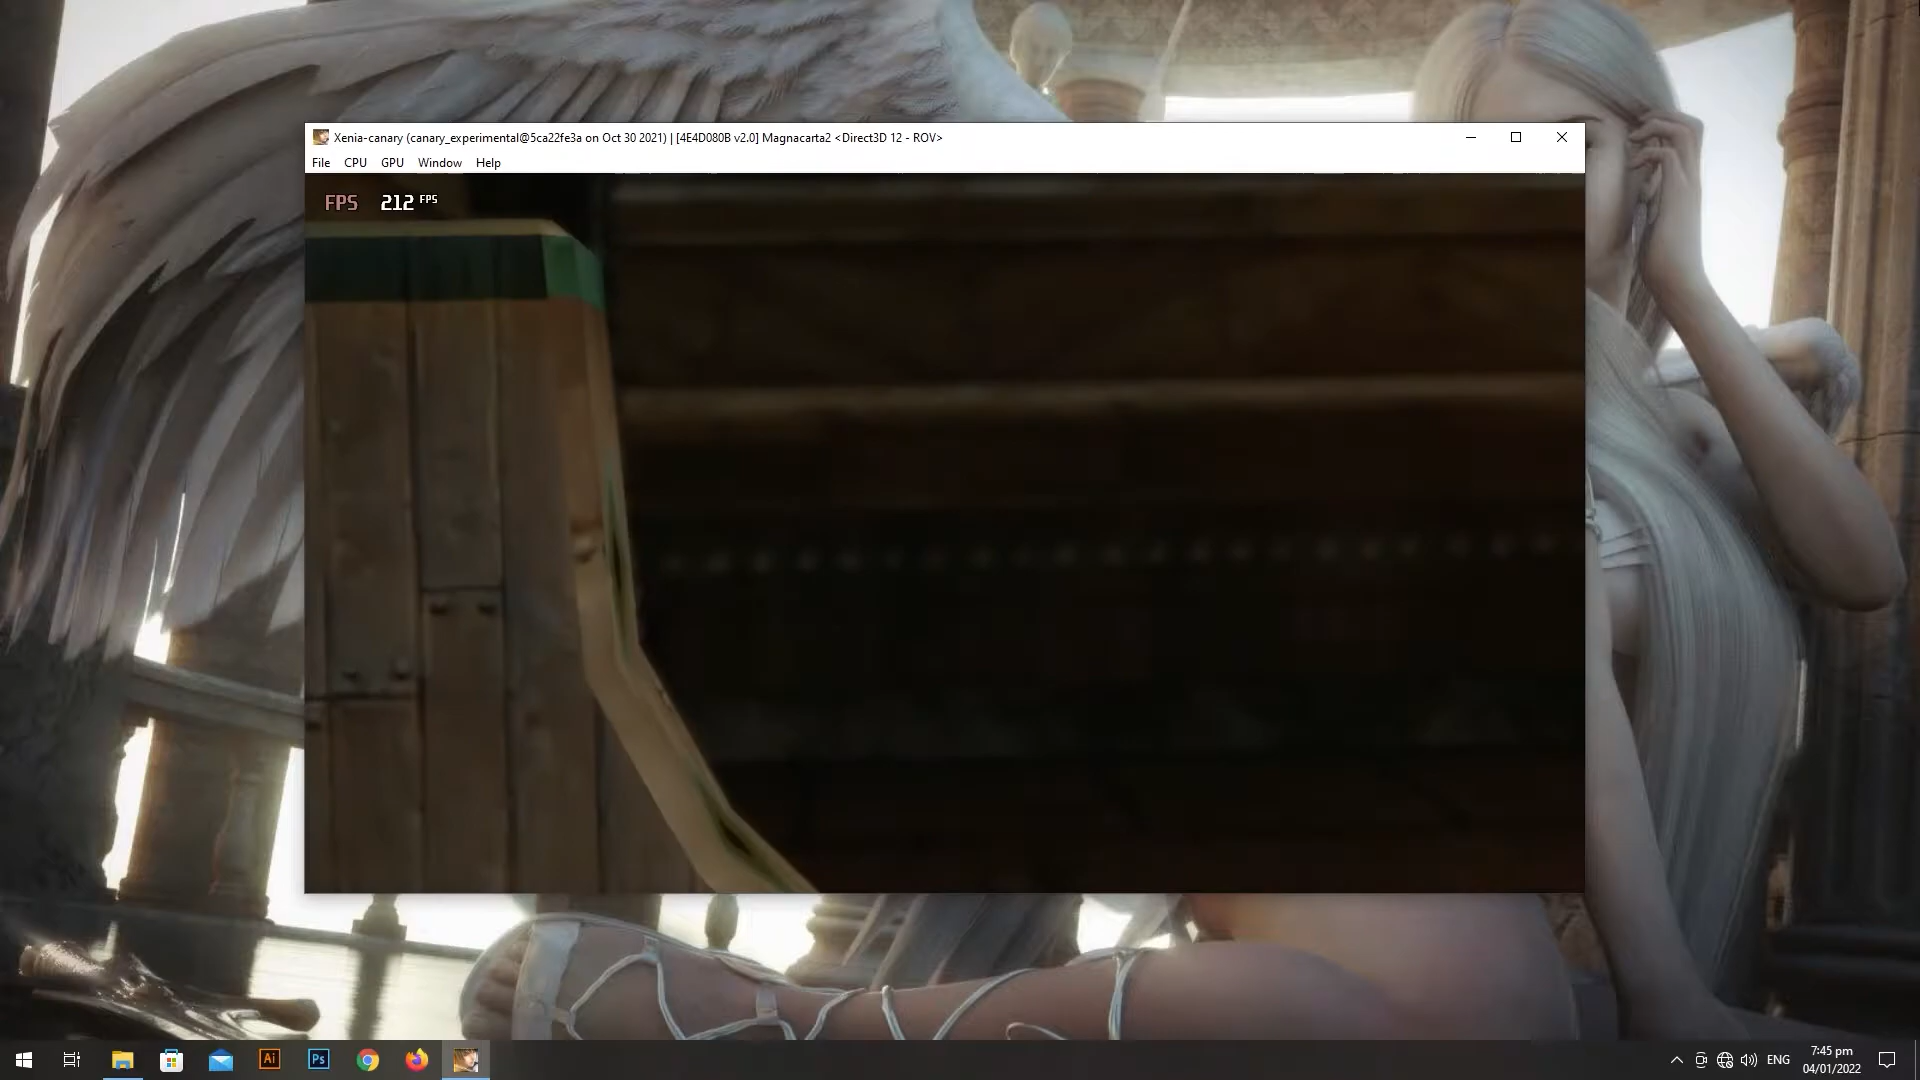 Xenia-canary (canary_experimental@5ca22fe3a on Oct 30 2021) | [4E4D080B v2.0] Magnacarta2 <Direct3D 12 - ROV>
File CPU GPU Window Help
FPS 212 FPS
Ai Ps ENG 7:45 pm
04/01/2022